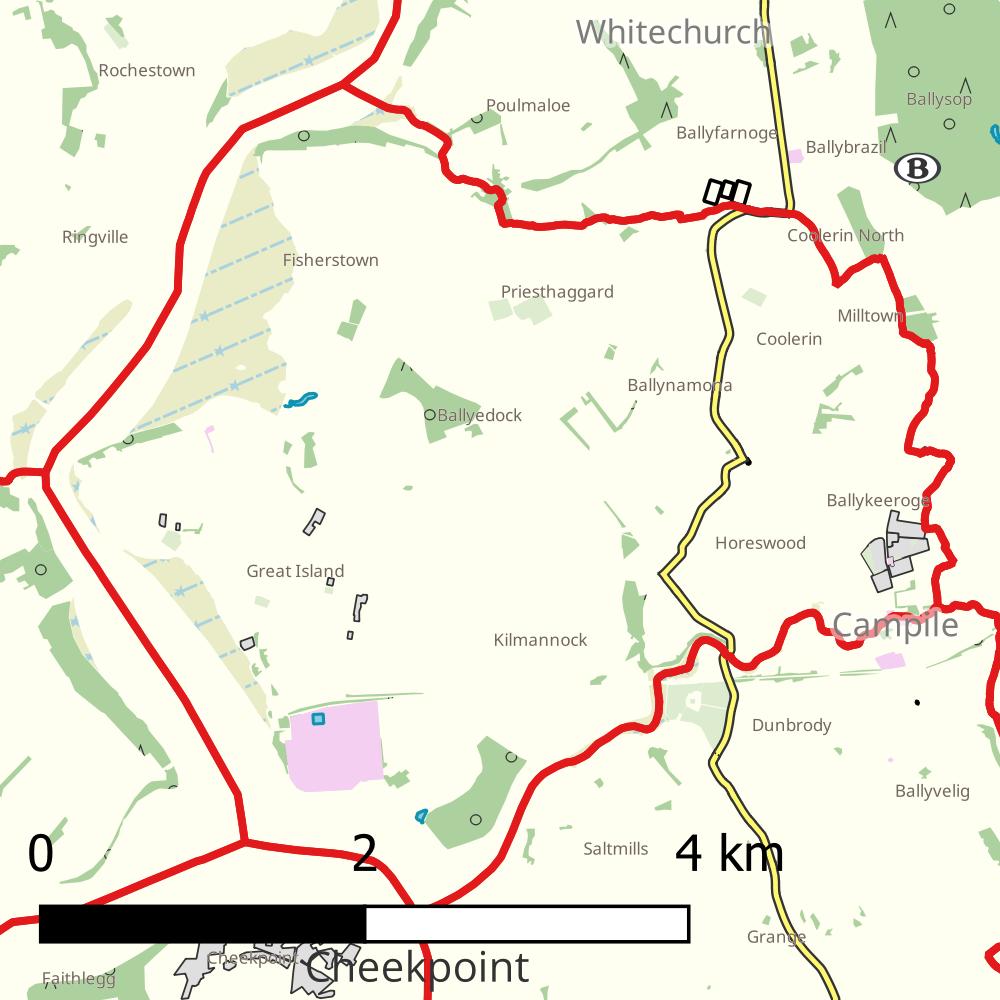 Whitechurch
Rochestown
Ballysop
Poulmaloe
Ballyfarnoge
Ballybrazil
B
Ringville
Coolerin North
Fisherstown
Priesthaggard
Milltown
Coolerin
Ballynamona
Ballyedock
Ballykeeroge
Horeswood
Great Island
Campile
Kilmannock
Dunbrody
Ballyvelig
Saltmills
0 2 4 km
Grange
Cheekpoint
Cheekpoint
Faithlegg